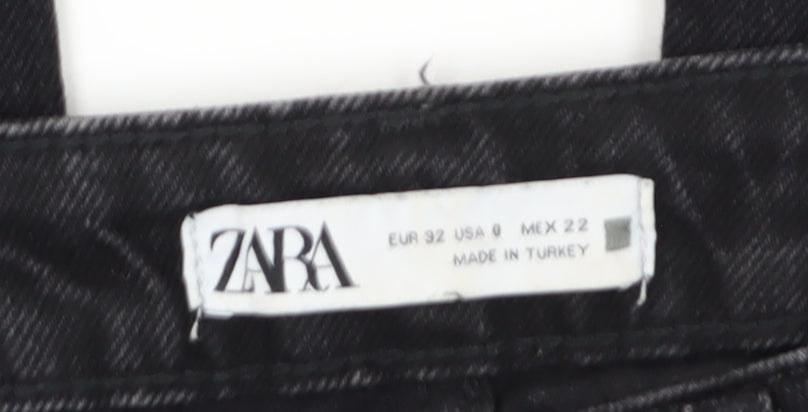 ZARA
EUR 32 USA 0 MEX 22
MADE IN TURKEY